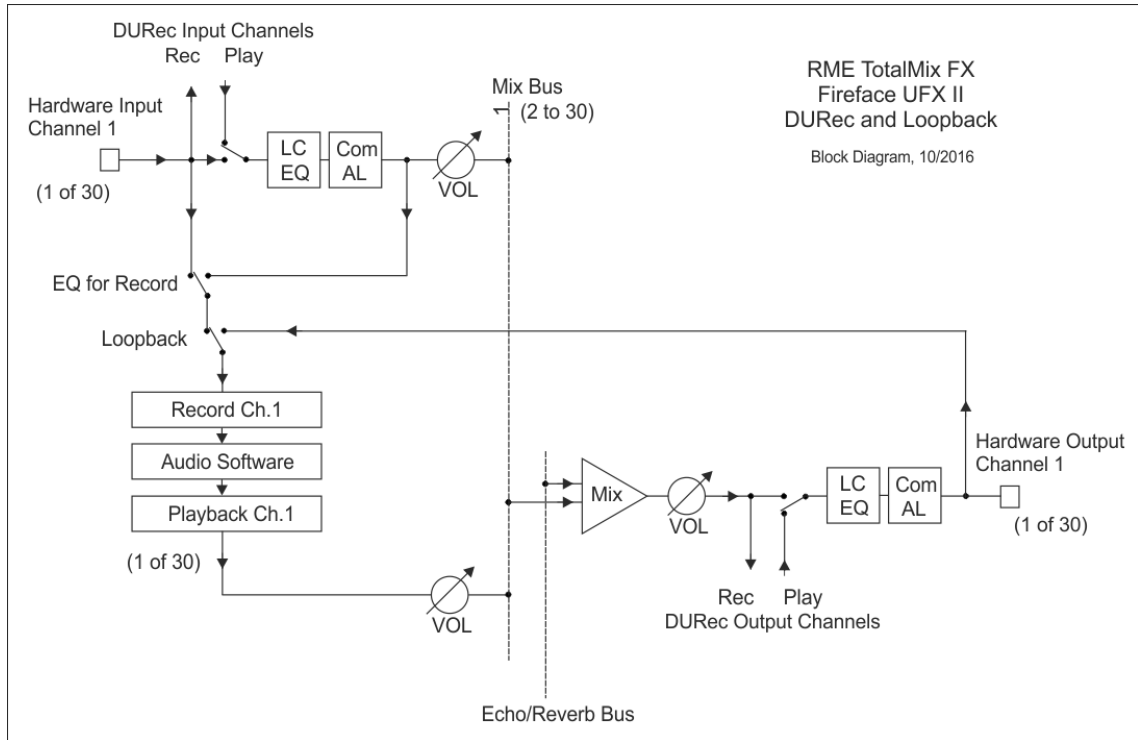 DURec Input Channels
Rec Play
Hardware Input
Channel 1
(1 of 30)
LC
EQ
Com
AL
VOL
Mix Bus
1 (2 to 30)
RME TotalMix FX
Fireface UFX II
DURec and Loopback
Block Diagram, 10/2016
EQ for Record
Loopback
Record Ch.1
Audio Software
Playback Ch.1
(1 of 30)
VOL
Mix
VOL
LC
EQ
Com
AL
Hardware Output
Channel 1
(1 of 30)
Rec Play
DURec Output Channels
Echo/Reverb Bus